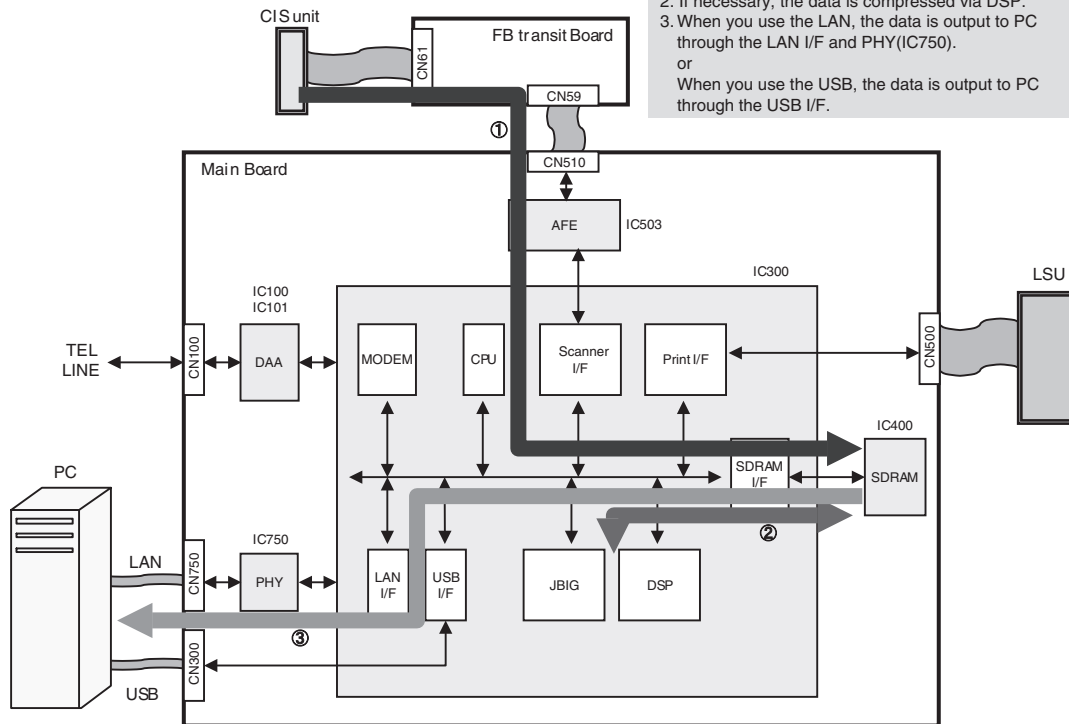 2. If necessary, the data is compressed via DSP.
3. When you use the LAN, the data is output to PC
through the LAN I/F and PHY(IC750).
or
When you use the USB, the data is output to PC
through the USB I/F.
CIS unit
CN61
FB transit Board
CN59
①
CN510
Main Board
AFE
IC503
IC300
LSU
IC100
IC101
TEL
LINE
CN100
DAA
MODEM
CPU
Scanner
I/F
Print I/F
CN500
IC400
SDRAM
I/F
SDRAM
PC
②
IC750
LAN
CN750
PHY
LAN
I/F
USB
I/F
JBIG
DSP
③
CN300
USB